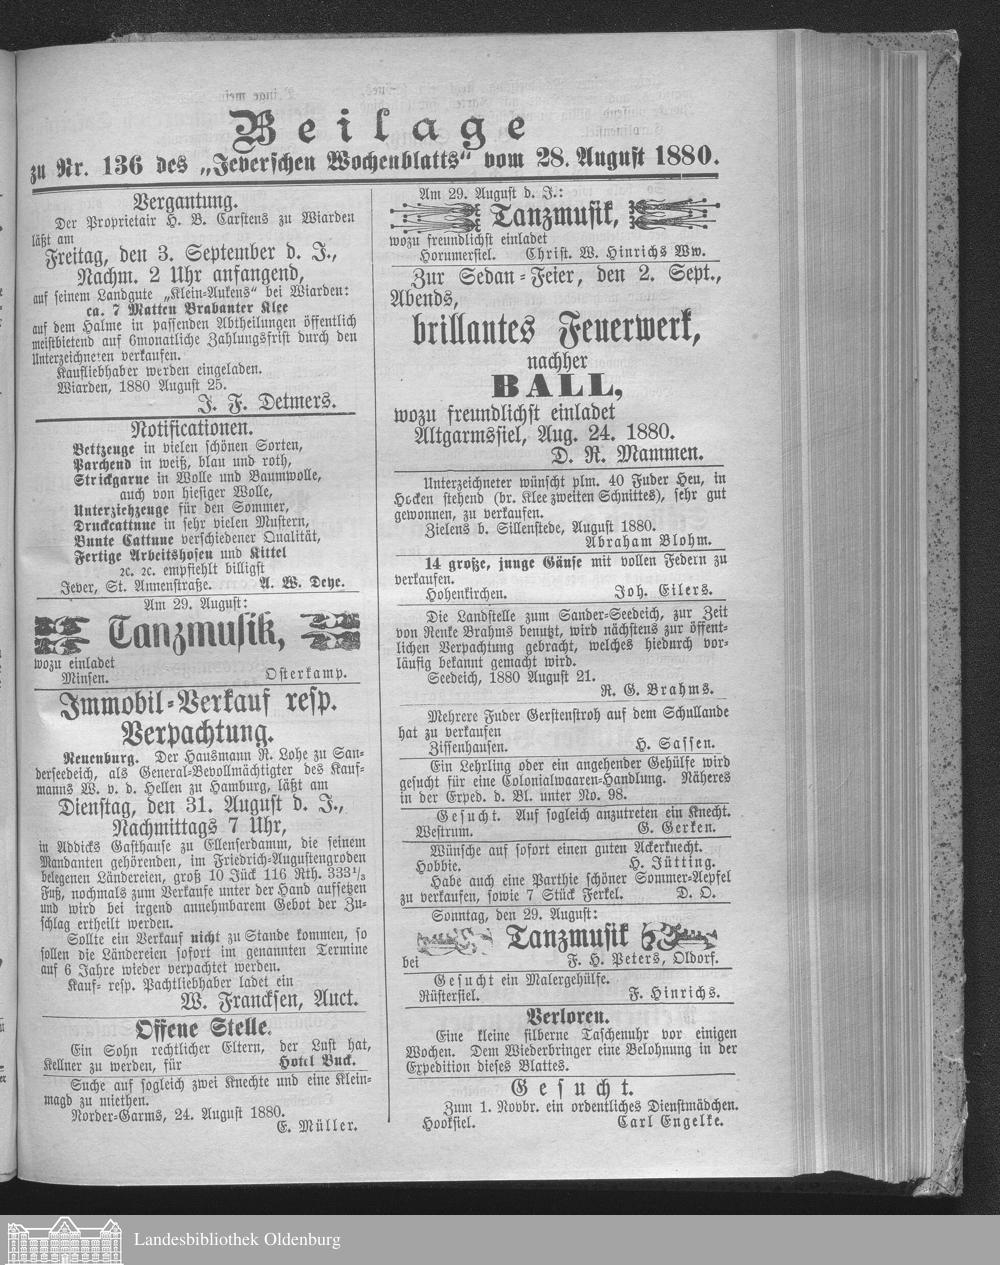 Beilage
zu Nr. 136 des „Jeverschen Wochenblatts“ vom 28. August 1880.
Vergantung.
Der Proprietair H. B. Carstens zu Wiarden
läßt am
Freitag, den 3. September d. J.,
Nachm. 2 Uhr anfangend,
auf seinem Landgute „Klein-Aukens“ bei Wiarden:
ca. 7 Matten Brabanter Klee
auf dem Halme in passenden Abtheilungen öffentlich
meistbietend auf 6monatliche Zahlungsfrist durch den
Unterzeichneten verkaufen.
Kaufliebhaber werden eingeladen.
Wiarden, 1880 August 25.
J. F. Detmers.
Notificationen.
Bettzeuge in vielen schönen Sorten,
Parchend in weiß, blau und roth,
Strickgarne in Wolle und Baumwolle,
auch von hiesiger Wolle,
Unterziehzeuge für den Sommer,
Druckcattune in sehr vielen Mustern,
Bunte Cattune verschiedener Qualität,
Fertige Arbeitshosen und Kittel
ꝛc. ꝛc. empfiehlt billigst
Jever, St. Annenstraße. A. W. Deye.
Am 29. August:
Tanzmusik,
wozu einladet
Minsen. Osterkamp.
Immobil-Verkauf resp.
Verpachtung.
Neuenburg. Der Hausmann R. Lohe zu San-
derseedeich, als General-Bevollmächtigter des Kauf-
manns W. v. d. Hellen zu Hamburg, läßt am
Dienstag, den 31. August d. J.,
Nachmittags 7 Uhr,
in Addicks Gasthause zu Ellenserdamm, die seinem
Mandanten gehörenden, im Friedrich-Augustengroden
belegenen Ländereien, groß 10 Jück 116 Rth. 333⅓
Fuß, nochmals zum Verkaufe unter der Hand aufsetzen
und wird bei irgend annehmbarem Gebot der Zu-
schlag ertheilt werden.
Sollte ein Verkauf nicht zu Stande kommen, so
sollen die Ländereien sofort im genannten Termine
auf 6 Jahre wieder verpachtet werden.
Kauf- resp. Pachtliebhaber ladet ein
W. Francksen, Auct.
Offene Stelle.
Ein Sohn rechtlicher Eltern, der Lust hat,
Kellner zu werden, für Hotel Buck.
Suche auf sogleich zwei Knechte und eine Klein-
magd zu miethen.
Norder-Garms, 24. August 1880.
E. Müller.
Am 29. August d. J.:
Tanzmusik,
wozu freundlichst einladet
Horumersiel. Christ. W. Hinrichs Ww.
Zur Sedan-Feier, den 2. Sept.,
Abends,
brillantes Feuerwerk,
nachher
BALL,
wozu freundlichst einladet
Altgarmssiel, Aug. 24. 1880.
D. R. Mammen.
Unterzeichneter wünscht plm. 40 Fuder Heu, in
Hocken stehend (br. Klee zweiten Schnittes), sehr gut
gewonnen, zu verkaufen.
Zielens b. Sillenstede, August 1880.
Abraham Blohm.
14 große, junge Gänse mit vollen Federn zu
verkaufen.
Hohenkirchen. Joh. Eilers.
Die Landstelle zum Sander-Seedeich, zur Zeit
von Renke Brahms benutzt, wird nächstens zur öffent-
lichen Verpachtung gebracht, welches hiedurch vor-
läufig bekannt gemacht wird.
Seedeich, 1880 August 21.
R. G. Brahms.
Mehrere Fuder Gerstenstroh auf dem Schullande
hat zu verkaufen
Zissenhausen. H. Sassen.
Ein Lehrling oder ein angehender Gehülfe wird
gesucht für eine Colonialwaaren-Handlung. Näheres
in der Exped. d. Bl. unter No. 98.
Gesucht. Auf sogleich anzutreten ein Knecht.
Westrum. G. Gerken.
Wünsche auf sofort einen guten Ackerknecht.
Hobbie. H. Jütting.
Habe auch eine Parthie schöner Sommer-Aepfel
zu verkaufen, sowie 7 Stück Ferkel. D. O.
Sonntag, den 29. August:
Tanzmusik
bei F. H. Peters, Oldorf.
Gesucht ein Malergehülfe.
Rüstersiel. F. Hinrichs.
Verloren.
Eine kleine silberne Taschenuhr vor einigen
Wochen. Dem Wiederbringer eine Belohnung in der
Expedition dieses Blattes.
Gesucht.
Zum 1. Novbr. ein ordentliches Dienstmädchen.
Hooksiel. Carl Engelke.
Landesbibliothek Oldenburg